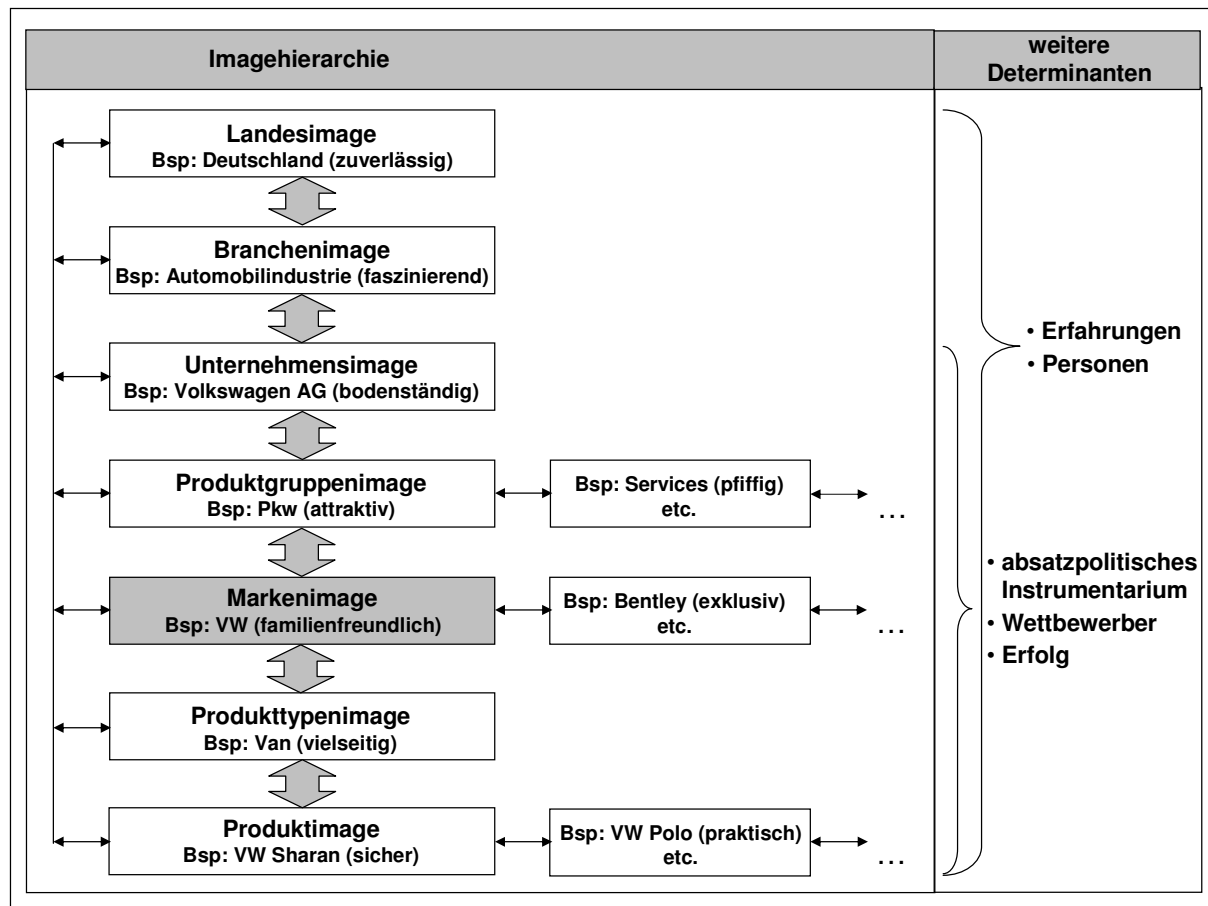 Imagehierarchie
weitere
Determinanten
Landesimage
Bsp: Deutschland (zuverlässig)
Branchenimage
Bsp: Automobilindustrie (faszinierend)
Unternehmensimage
Bsp: Volkswagen AG (bodenständig)
Produktgruppenimage
Bsp: Pkw (attraktiv)
Bsp: Services (pfiffig)
etc.
...
Markenimage
Bsp: VW (familienfreundlich)
Bsp: Bentley (exklusiv)
etc.
...
Produkttypenimage
Bsp: Van (vielseitig)
Produktimage
Bsp: VW Sharan (sicher)
Bsp: VW Polo (praktisch)
etc.
...
• Erfahrungen
• Personen
• absatzpolitisches
Instrumentarium
• Wettbewerber
• Erfolg